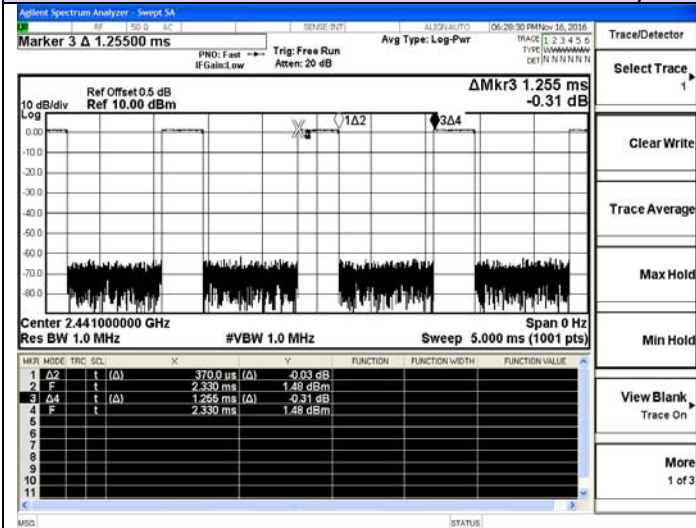 Agilent Spectrum Analyzer - Swept SA
RF 50 Ω AC SENSE:INT ALIGN AUTO 06:28:30 PM Nov 16, 2016
Marker 3 Δ 1.25500 ms
PNO: Fast
IFGain:Low
Trig: Free Run
Atten: 20 dB
Avg Type: Log-Pwr
TRACE 1 2 3 4 5 6
TYPE
DET N N N N N N
Ref Offset 0.5 dB
10 dB/div Ref 10.00 dBm
ΔMkr3 1.255 ms
-0.31 dB
Log
0.00
-10.0
-20.0
-30.0
-40.0
-50.0
-60.0
-70.0
-80.0
X
1Δ2
3Δ4
Center 2.441000000 GHz Span 0 Hz
Res BW 1.0 MHz #VBW 1.0 MHz Sweep 5.000 ms (1001 pts)
MKR MODE TRC SCL X Y FUNCTION FUNCTION WIDTH FUNCTION VALUE
1 Δ2 t (Δ) 370.0 µs (Δ) -0.03 dB
2 F t 2.330 ms 1.48 dBm
3 Δ4 t (Δ) 1.255 ms (Δ) -0.31 dB
4 F t 2.330 ms 1.48 dBm
5
6
7
8
9
10
11
MSG STATUS
Trace/Detector
Select Trace
1
Clear Write
Trace Average
Max Hold
Min Hold
View Blank
Trace On
More
1 of 3